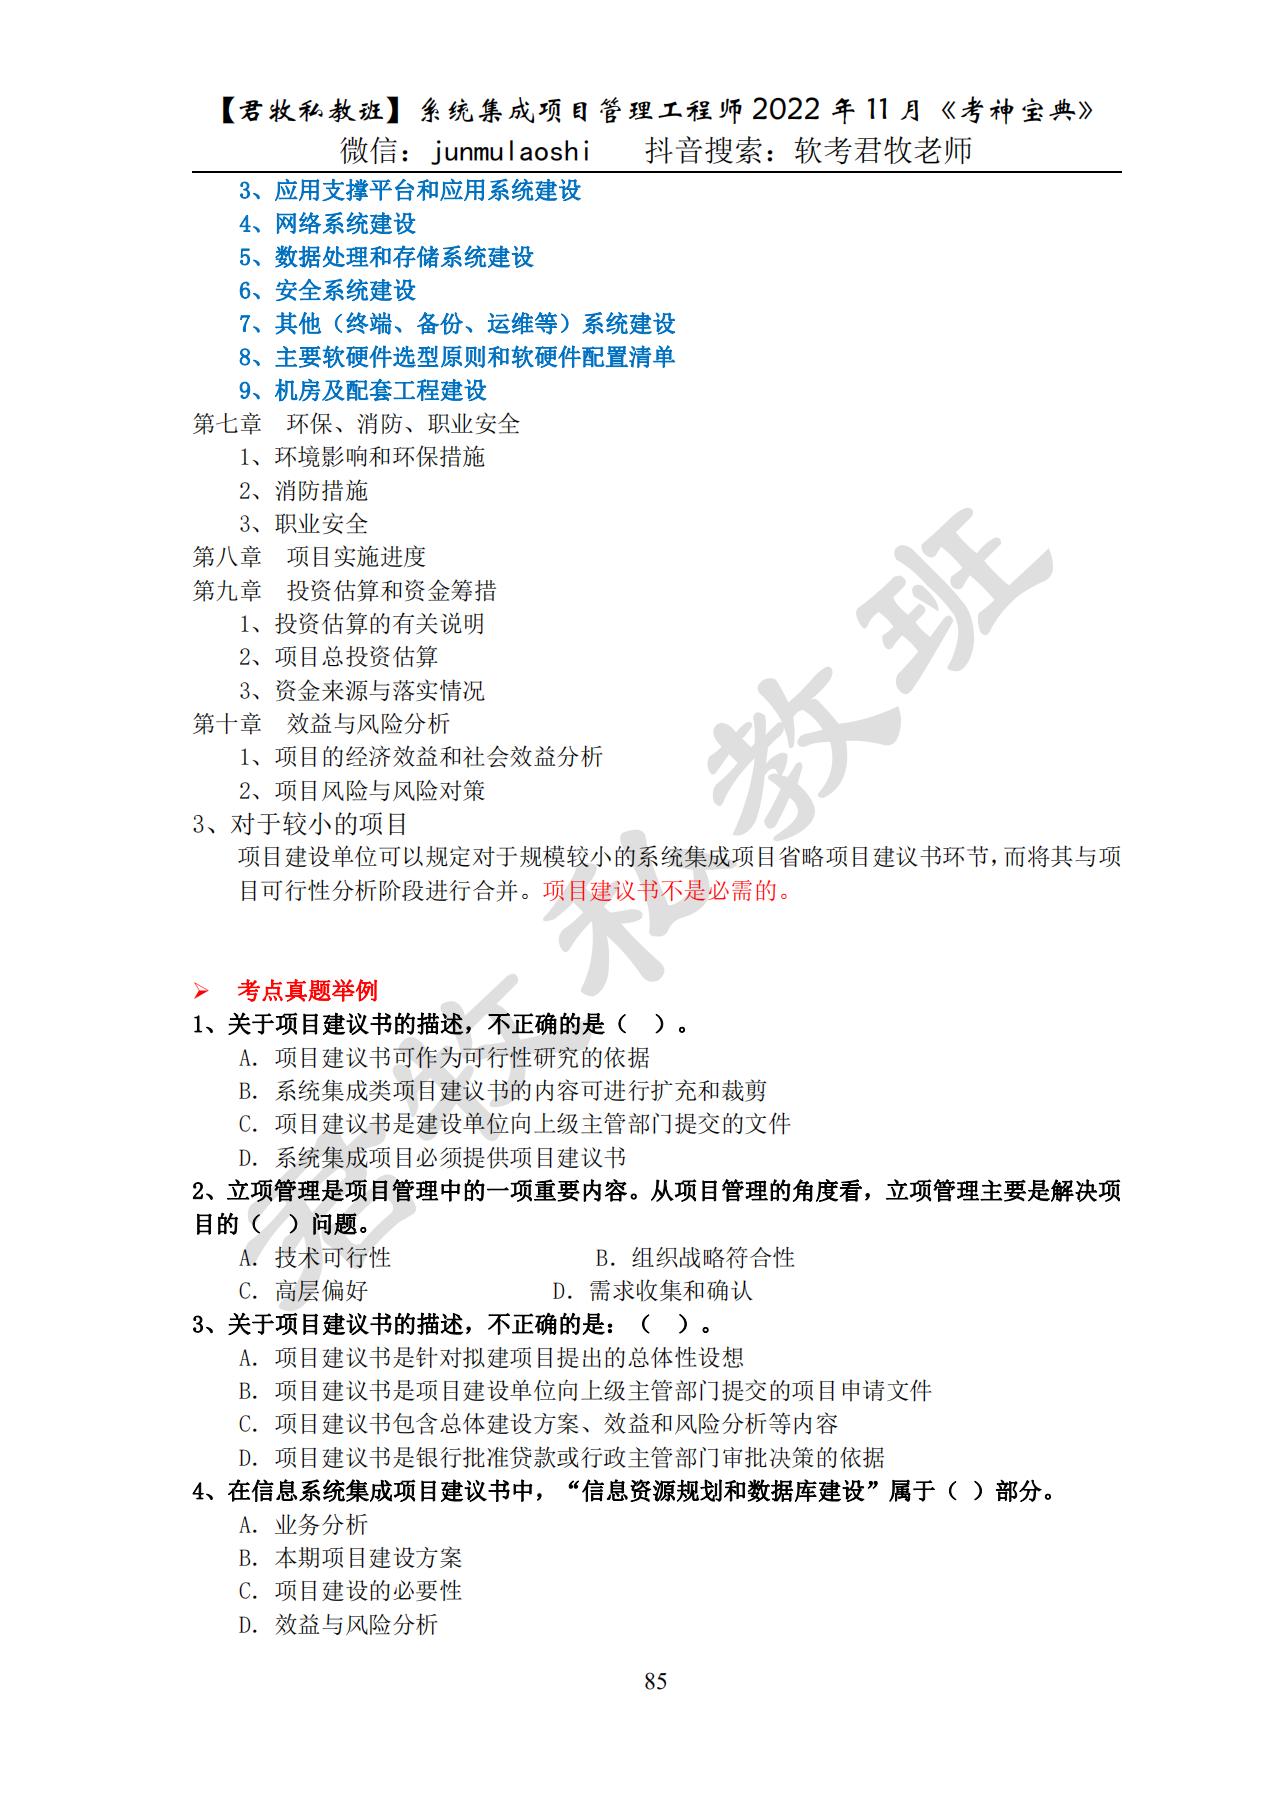 【君牧私教班】系统集成项目管理工程师 2022 年 11 月《考神宝典》
微信：junmulaoshi　　抖音搜索：软考君牧老师
3、应用支撑平台和应用系统建设
4、网络系统建设
5、数据处理和存储系统建设
6、安全系统建设
7、其他（终端、备份、运维等）系统建设
8、主要软硬件选型原则和软硬件配置清单
9、机房及配套工程建设
第七章　环保、消防、职业安全
1、环境影响和环保措施
2、消防措施
3、职业安全
第八章　项目实施进度
第九章　投资估算和资金筹措
1、投资估算的有关说明
2、项目总投资估算
3、资金来源与落实情况
第十章　效益与风险分析
1、项目的经济效益和社会效益分析
2、项目风险与风险对策
3、对于较小的项目
项目建设单位可以规定对于规模较小的系统集成项目省略项目建议书环节，而将其与项
目可行性分析阶段进行合并。项目建议书不是必需的。
➢ 考点真题举例
1、关于项目建议书的描述，不正确的是（　）。
A. 项目建议书可作为可行性研究的依据
B. 系统集成类项目建议书的内容可进行扩充和裁剪
C. 项目建议书是建设单位向上级主管部门提交的文件
D. 系统集成项目必须提供项目建议书
2、立项管理是项目管理中的一项重要内容。从项目管理的角度看，立项管理主要是解决项
目的（　）问题。
A. 技术可行性　　　　B. 组织战略符合性
C. 高层偏好　　　　D. 需求收集和确认
3、关于项目建议书的描述，不正确的是：（　）。
A. 项目建议书是针对拟建项目提出的总体性设想
B. 项目建议书是项目建设单位向上级主管部门提交的项目申请文件
C. 项目建议书包含总体建设方案、效益和风险分析等内容
D. 项目建议书是银行批准贷款或行政主管部门审批决策的依据
4、在信息系统集成项目建议书中，“信息资源规划和数据库建设”属于（ ）部分。
A. 业务分析
B. 本期项目建设方案
C. 项目建设的必要性
D. 效益与风险分析
85
君牧私教班